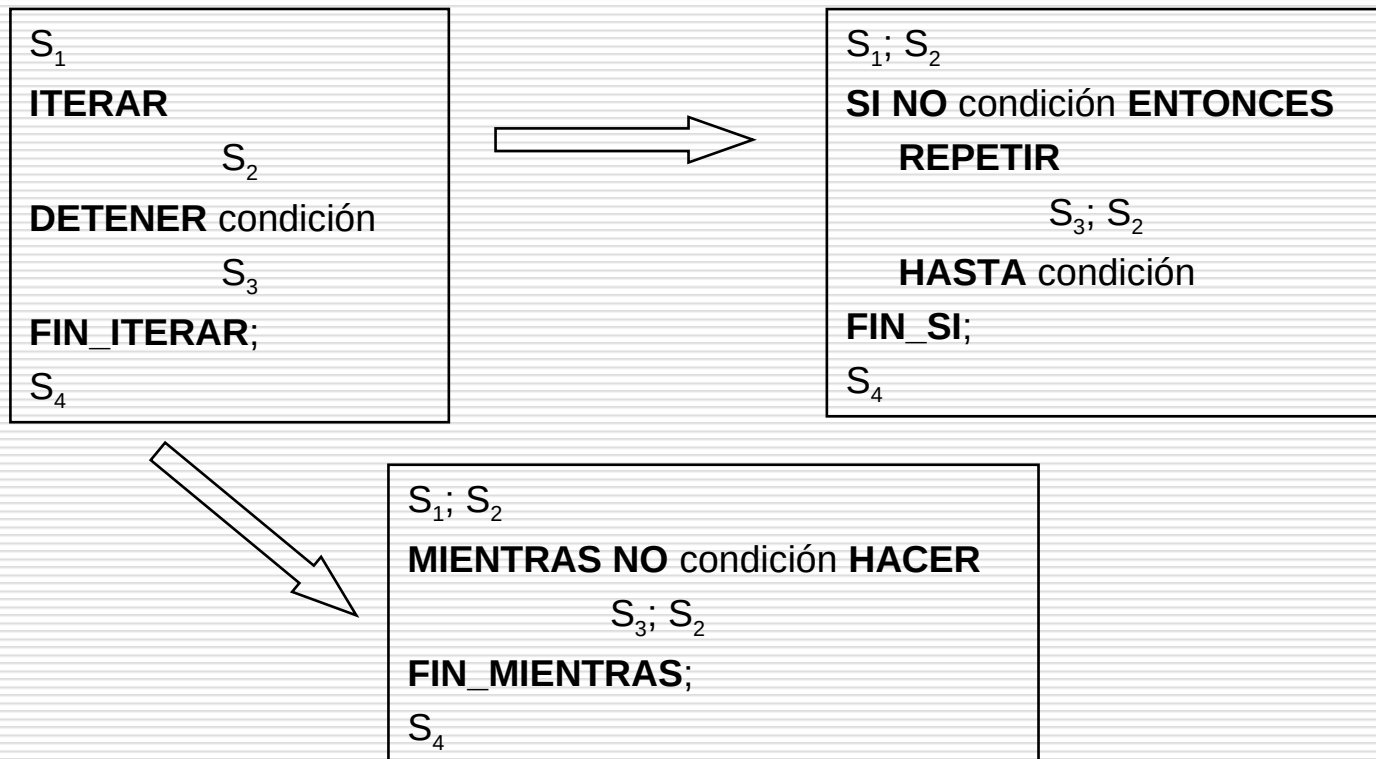 S₁
ITERAR
S₂
DETENER condición
S₃
FIN_ITERAR;
S₄
S₁; S₂
SI NO condición ENTONCES
REPETIR
S₃; S₂
HASTA condición
FIN_SI;
S₄
S₁; S₂
MIENTRAS NO condición HACER
S₃; S₂
FIN_MIENTRAS;
S₄